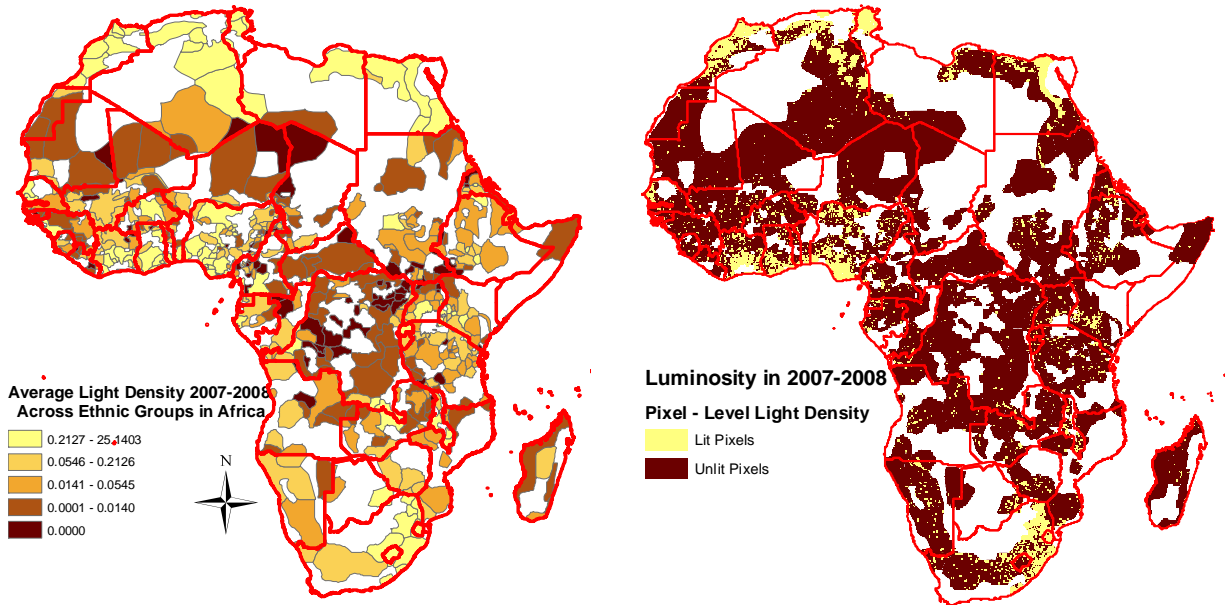 Average Light Density 2007-2008
Across Ethnic Groups in Africa
0.2127 - 25.1403
0.0546 - 0.2126
0.0141 - 0.0545
0.0001 - 0.0140
0.0000
N
Luminosity in 2007-2008
Pixel - Level Light Density
Lit Pixels
Unlit Pixels